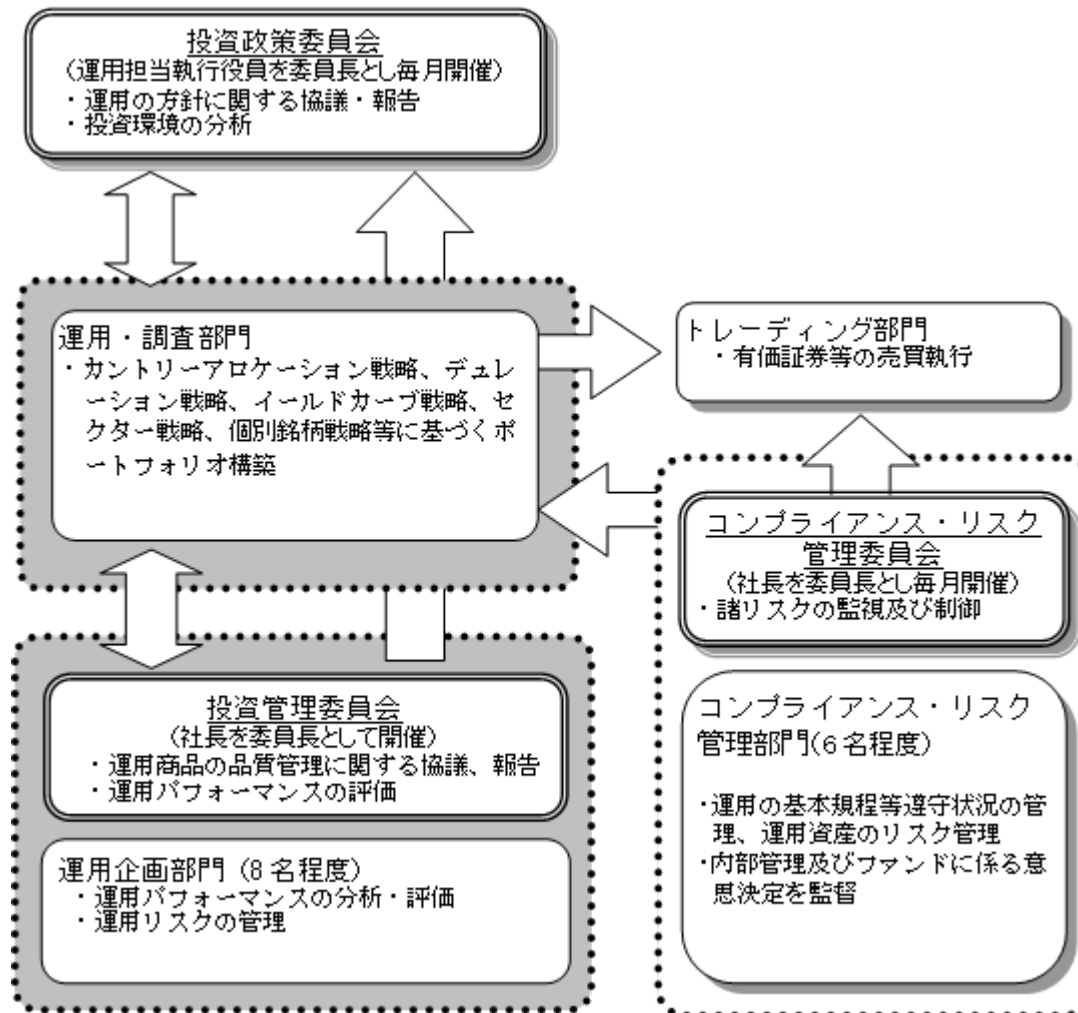 投資政策委員会
（運用担当執行役員を委員長とし毎月開催）
・運用の方針に関する協議・報告
・投資環境の分析
運用・調査部門
・カントリーアロケーション戦略、デュレ
ーション戦略、イールドカーブ戦略、セ
クター戦略、個別銘柄戦略等に基づくポ
ートフォリオ構築
トレーディング部門
・有価証券等の売買執行
コンプライアンス・リスク
管理委員会
（社長を委員長とし毎月開催）
・諸リスクの監視及び制御
投資管理委員会
（社長を委員長として開催）
・運用商品の品質管理に関する協議、報告
・運用パフォーマンスの評価
運用企画部門（8名程度）
・運用パフォーマンスの分析・評価
・運用リスクの管理
コンプライアンス・リスク
管理部門(6名程度)
・運用の基本規程等遵守状況の管
理、運用資産のリスク管理
・内部管理及びファンドに係る意
思決定を監督